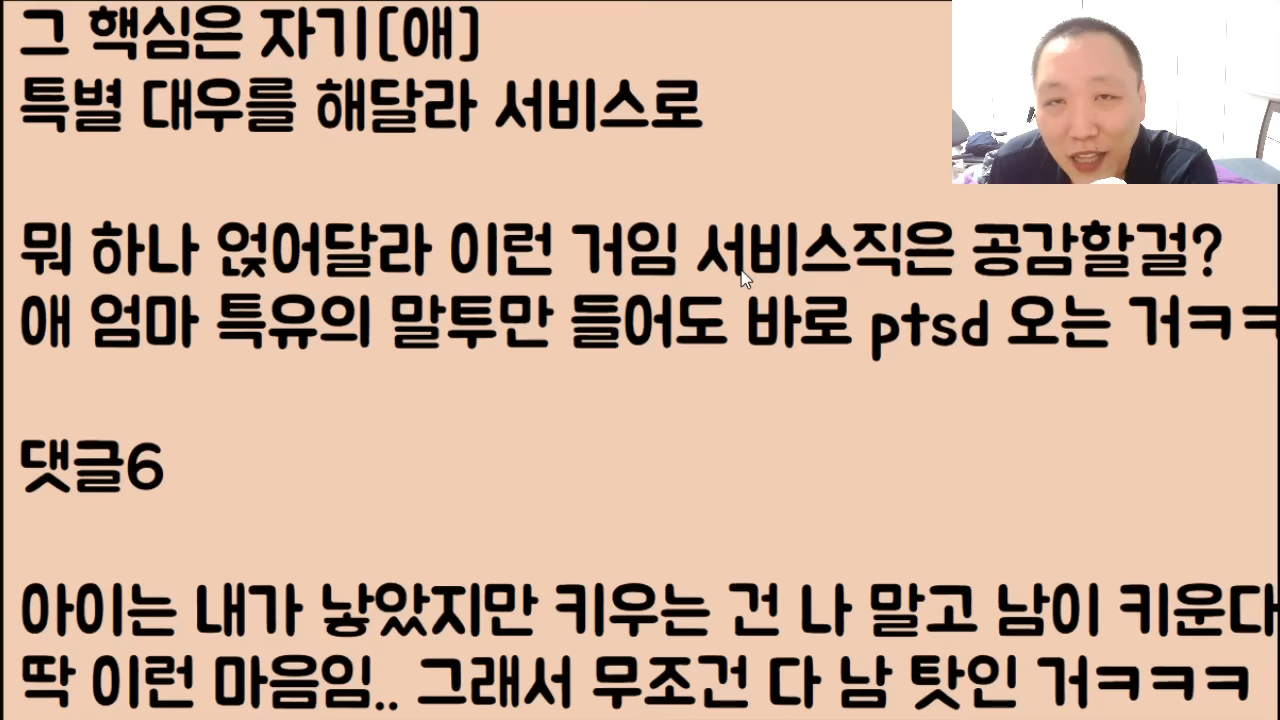 그 핵심은 자기[애]
특별 대우를 해달라 서비스로
뭐 하나 얹어달라 이런 거임 서비스직은 공감할걸?
애 엄마 특유의 말투만 들어도 바로 ptsd 오는 거ㅋㅋ
댓글6
아이는 내가 낳았지만 키우는 건 나 말고 남이 키운다
딱 이런 마음임.. 그래서 무조건 다 남 탓인 거ㅋㅋㅋ